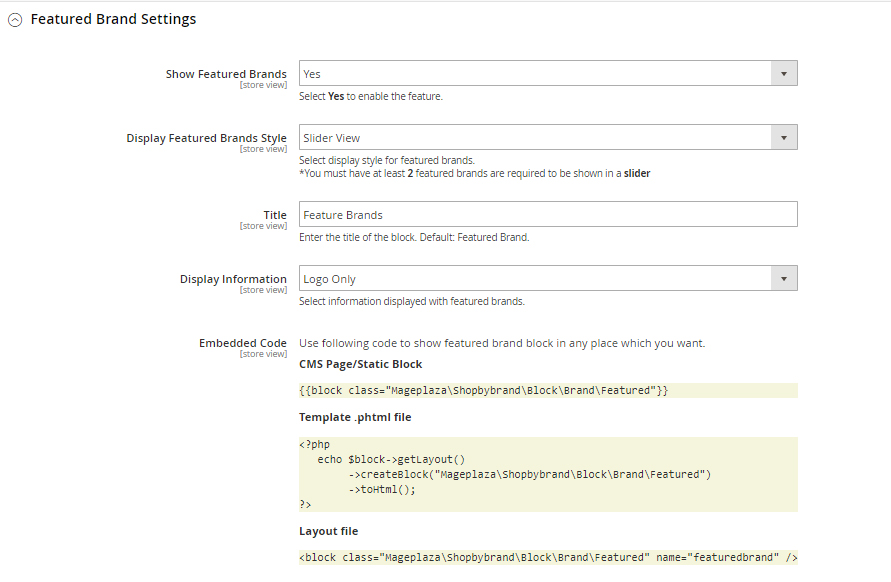 Featured Brand Settings
Show Featured Brands
[store view]
Yes
Select Yes to enable the feature.
Display Featured Brands Style
[store view]
Slider View
Select display style for featured brands.
*You must have at least 2 featured brands are required to be shown in a slider
Title
[store view]
Feature Brands
Enter the title of the block. Default: Featured Brand.
Display Information
[store view]
Logo Only
Select information displayed with featured brands.
Embedded Code
[store view]
Use following code to show featured brand block in any place which you want.
CMS Page/Static Block
{{block class="Mageplaza\Shopbybrand\Block\Brand\Featured"}}
Template .phtml file
<?php
echo $block->getLayout()
->createBlock("Mageplaza\Shopbybrand\Block\Brand\Featured")
->toHtml();
?>
Layout file
<block class="Mageplaza\Shopbybrand\Block\Brand\Featured" name="featuredbrand" />